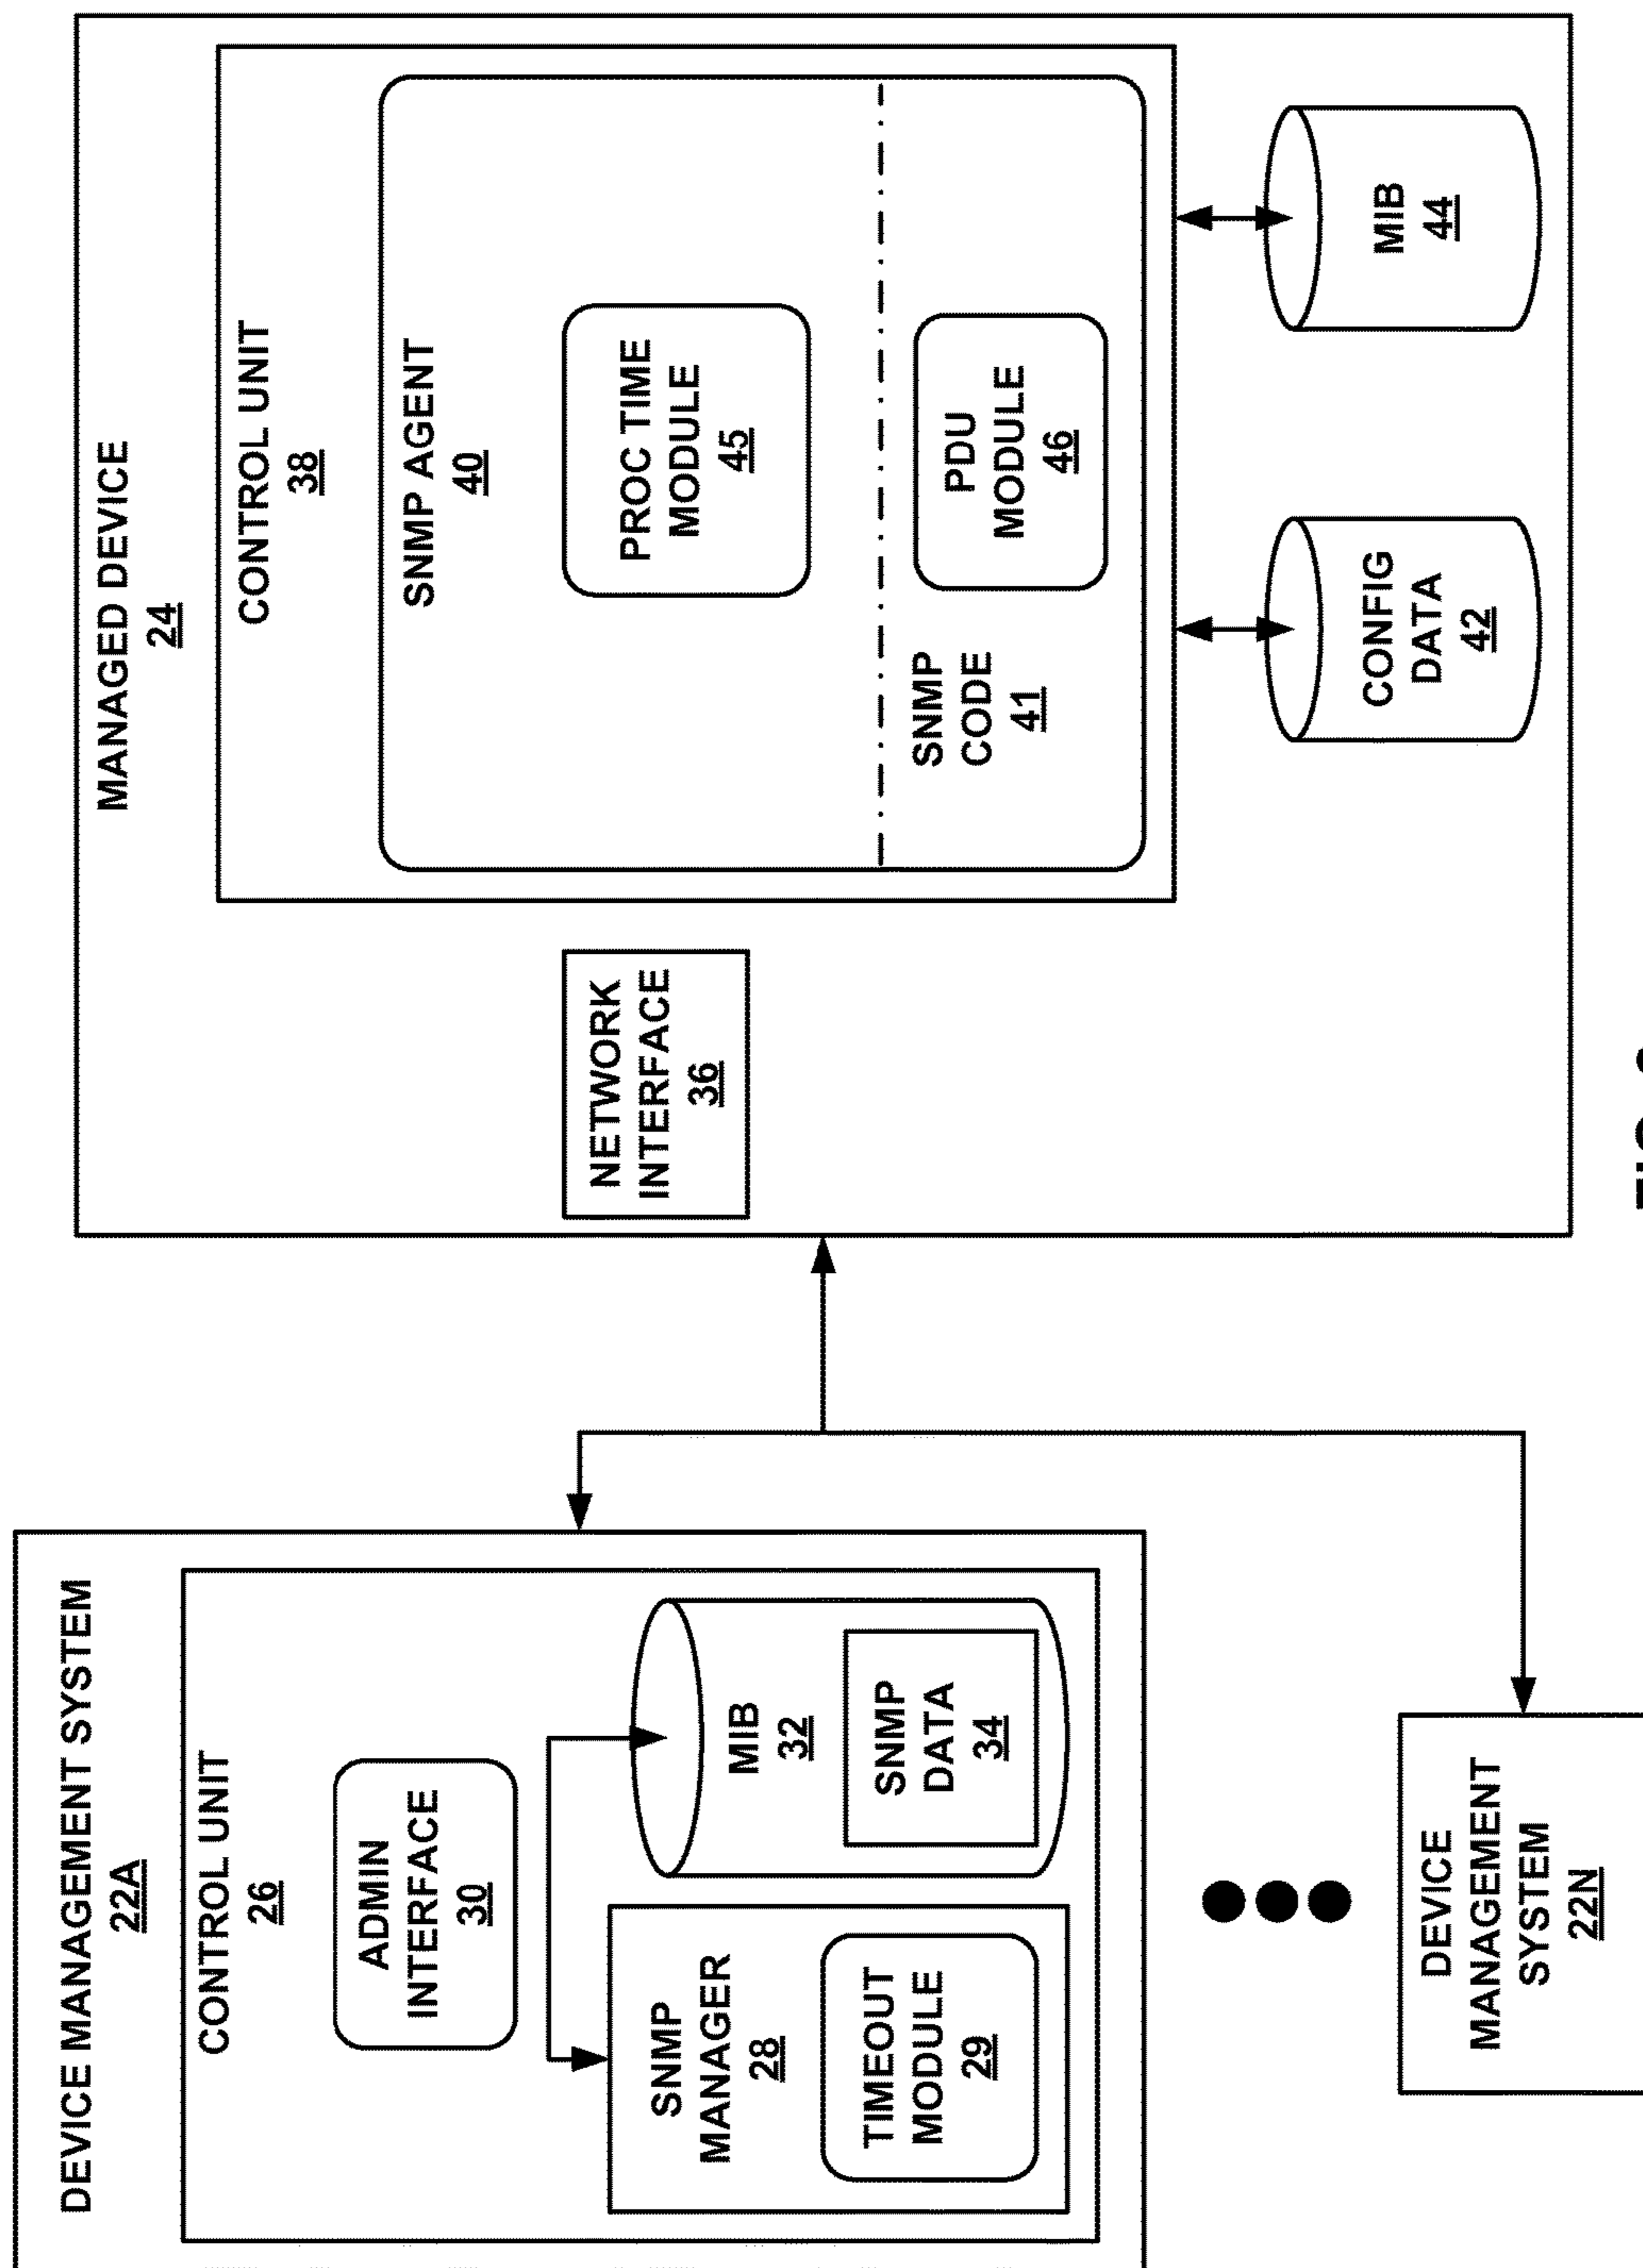 DEVICE MANAGEMENT SYSTEM
22A
CONTROL UNIT
26
ADMIN
INTERFACE
30
SNMP
MANAGER
28
TIMEOUT
MODULE
29
MIB
32
SNMP
DATA
34
DEVICE
MANAGEMENT
SYSTEM
22N
MANAGED DEVICE
24
NETWORK
INTERFACE
36
CONTROL UNIT
38
SNMP AGENT
40
PROC TIME
MODULE
45
SNMP
CODE
41
PDU
MODULE
46
CONFIG
DATA
42
MIB
44